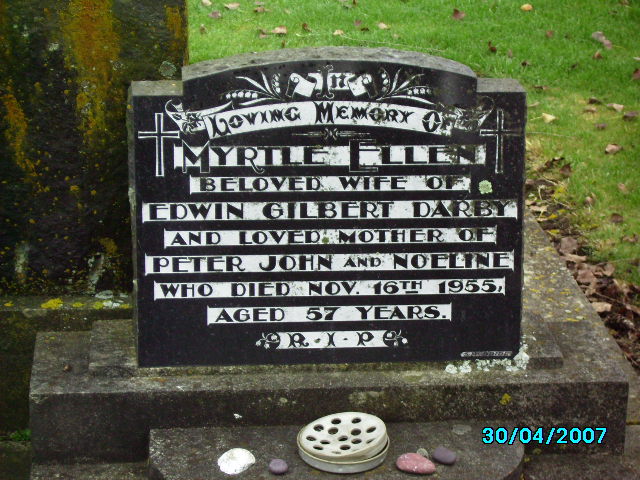 IN
LOVING MEMORY OF
MYRTLE ELLEN
BELOVED WIFE OF
EDWIN GILBERT DARBY
AND LOVED MOTHER OF
PETER JOHN AND NOELINE
WHO DIED NOV. 16TH 1955,
AGED 57 YEARS.
R·I·P
30/04/2007